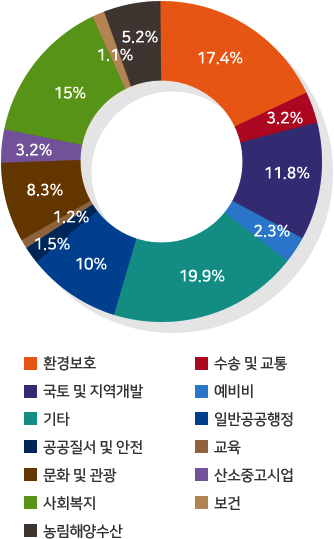 5.2%
1.1%
17.4%
15%
3.2%
3.2%
11.8%
8.3%
1.2%
2.3%
1.5%
10%
19.9%
환경보호 수송 및 교통
국토 및 지역개발 예비비
기타 일반공공행정
공공질서 및 안전 교육
문화 및 관광 산소중고시업
사회복지 보건
농림해양수산